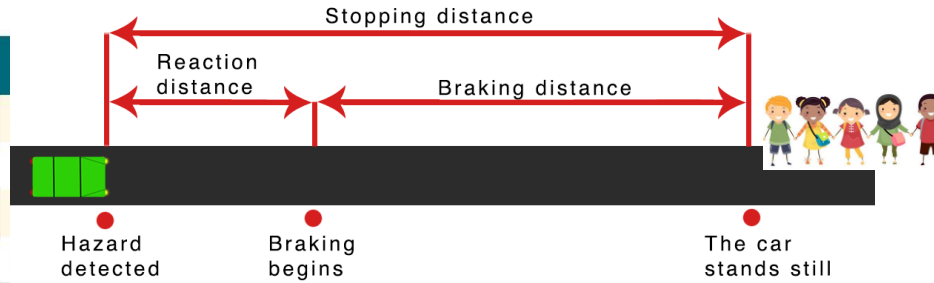 Stopping distance
Reaction
distance
Braking distance
Hazard
detected
Braking
begins
The car
stands still